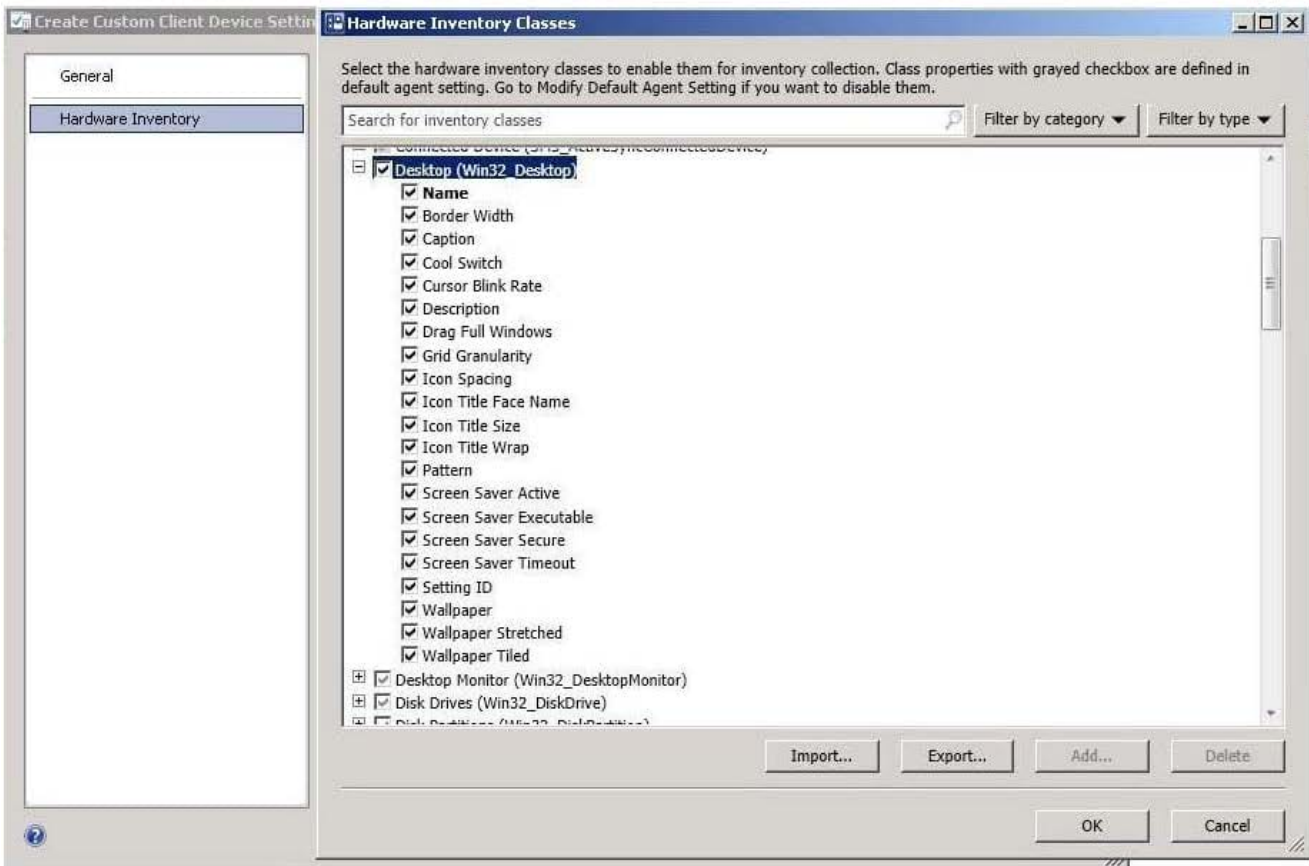 Create Custom Client Device Settin
Hardware Inventory Classes
General
Hardware Inventory
Select the hardware inventory classes to enable them for inventory collection. Class properties with grayed checkbox are defined in
default agent setting. Go to Modify Default Agent Setting if you want to disable them.
Search for inventory classes
Filter by category
Filter by type
Connected Device (SMS_ActiveSyncConnectedDevice)
Desktop (Win32_Desktop)
Name
Border Width
Caption
Cool Switch
Cursor Blink Rate
Description
Drag Full Windows
Grid Granularity
Icon Spacing
Icon Title Face Name
Icon Title Size
Icon Title Wrap
Pattern
Screen Saver Active
Screen Saver Executable
Screen Saver Secure
Screen Saver Timeout
Setting ID
Wallpaper
Wallpaper Stretched
Wallpaper Tiled
Desktop Monitor (Win32_DesktopMonitor)
Disk Drives (Win32_DiskDrive)
Disk Partitions (Win32_DiskPartition)
Import...
Export...
Add...
Delete
OK
Cancel